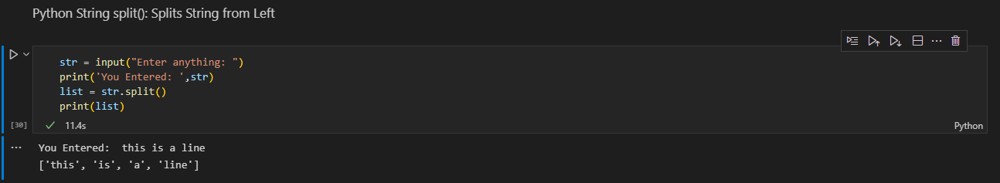 Python String split(): Splits String from Left
str = input("Enter anything: ")
print('You Entered: ',str)
list = str.split()
print(list)
[30]
11.4s
Python
You Entered:  this is a line
['this', 'is', 'a', 'line']